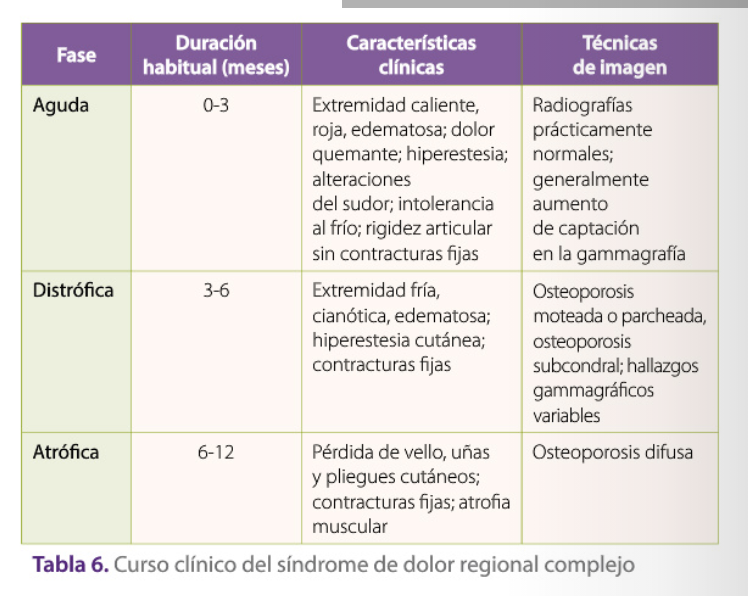 Fase
Duración
habitual (meses)
Características
clínicas
Técnicas
de imagen
Aguda
0-3
Extremidad caliente,
roja, edematosa; dolor
quemante; hiperestesia;
alteraciones
del sudor; intolerancia
al frío; rigidez articular
sin contracturas fijas
Radiografías
prácticamente
normales;
generalmente
aumento
de captación
en la gammagrafía
Distrófica
3-6
Extremidad fría,
cianótica, edematosa;
hiperestesia cutánea;
contracturas fijas
Osteoporosis
moteada o parcheada,
osteoporosis
subcondral; hallazgos
gammagráficos
variables
Atrófica
6-12
Pérdida de vello, uñas
y pliegues cutáneos;
contracturas fijas; atrofia
muscular
Osteoporosis difusa
Tabla 6. Curso clínico del síndrome de dolor regional complejo